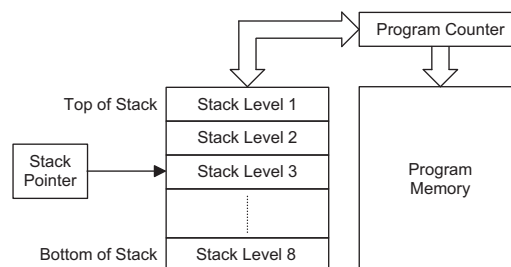 Program Counter
Top of Stack
Stack Level 1
Stack Level 2
Stack
Pointer
Stack Level 3
Program
Memory
Bottom of Stack
Stack Level 8